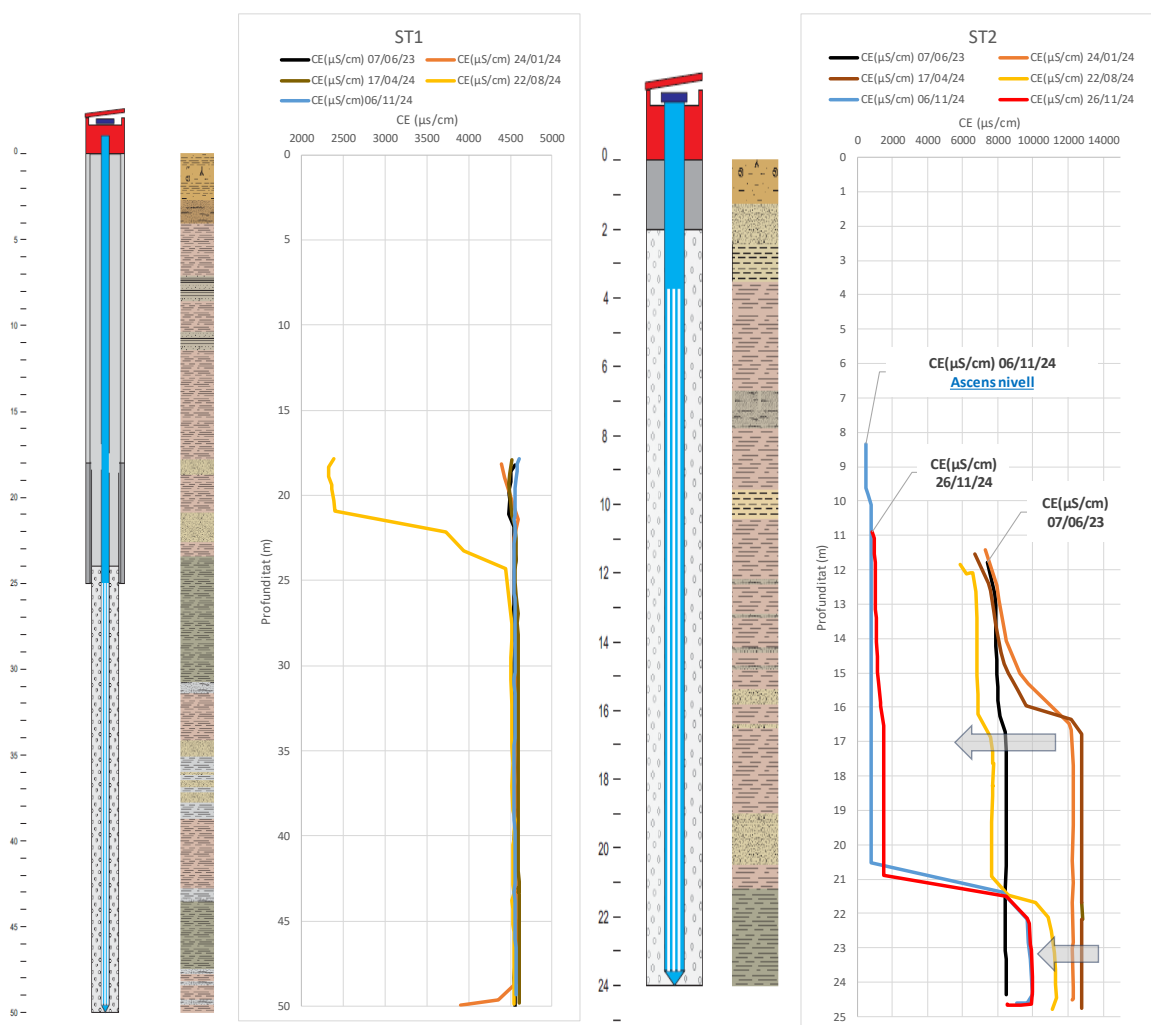 ST1
CE(µS/cm) 07/06/23
CE(µS/cm) 24/01/24
CE(µS/cm) 17/04/24
CE(µS/cm) 22/08/24
CE(µS/cm)06/11/24
CE (µs/cm)
2000 2500 3000 3500 4000 4500 5000
Profunditat (m)
0
5
10
15
20
25
30
35
40
45
50
0
5
10
15
20
25
30
35
40
45
50
ST2
CE(µS/cm) 07/06/23
CE(µS/cm) 24/01/24
CE(µS/cm) 17/04/24
CE(µS/cm) 22/08/24
CE(µS/cm) 06/11/24
CE(µS/cm) 26/11/24
CE (µs/cm)
0 2000 4000 6000 8000 10000 12000 14000
Profunditat (m)
0
1
2
3
4
5
6
7
8
9
10
11
12
13
14
15
16
17
18
19
20
21
22
23
24
25
CE(µS/cm) 06/11/24
Ascens nivell
CE(µS/cm)
26/11/24
CE(µS/cm)
07/06/23
0
2
4
6
8
10
12
14
16
18
20
22
24